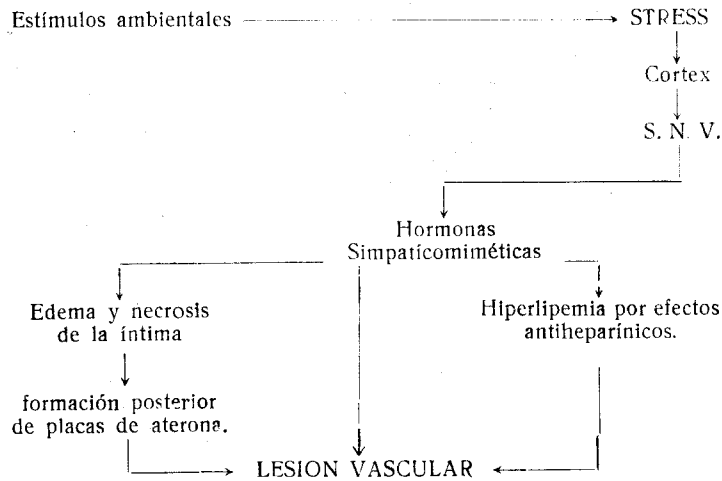 Estímulos ambientales
STRESS
Cortex
S. N. V.
Hormonas
Simpaticomiméticas
Edema y necrosis
de la íntima
Hiperlipemia por efectos
antiheparínicos.
formación posterior
de placas de aterona.
LESION VASCULAR